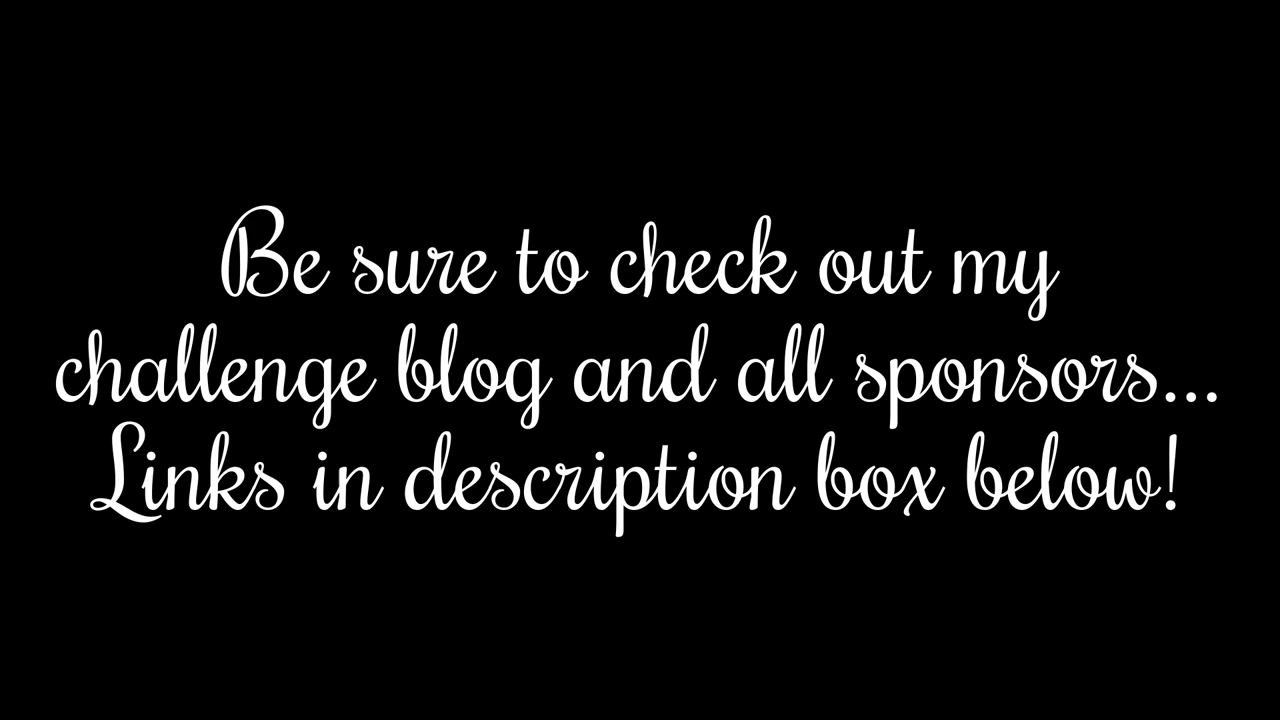 Be sure to check out my
challenge blog and all sponsors...
Links in description box below!